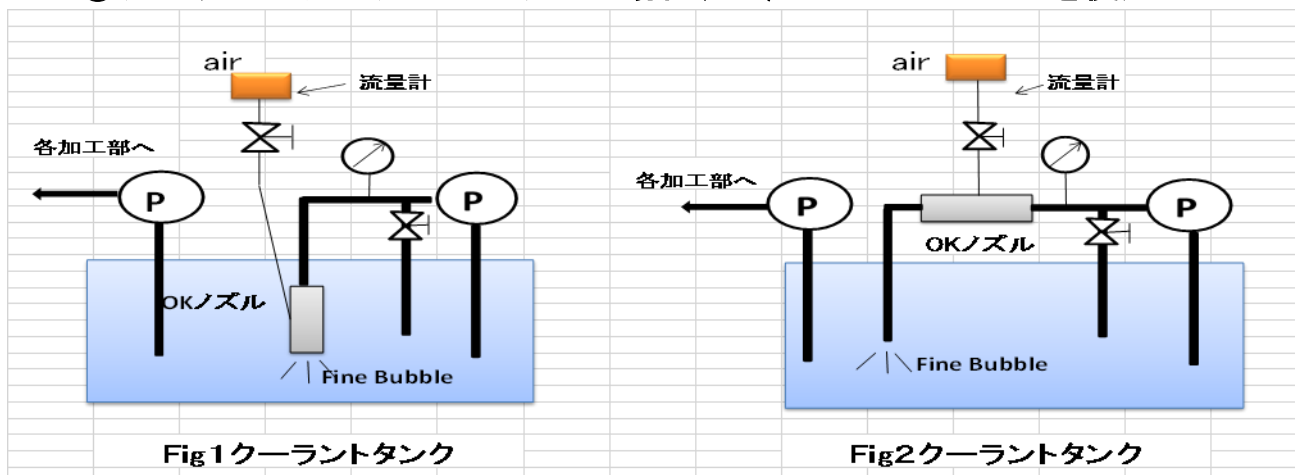 air
流量計
各加工部へ
P
P
OKノズル
Fine Bubble
Fig1クーラントタンク
air
流量計
各加工部へ
P
P
OKノズル
Fine Bubble
Fig2クーラントタンク